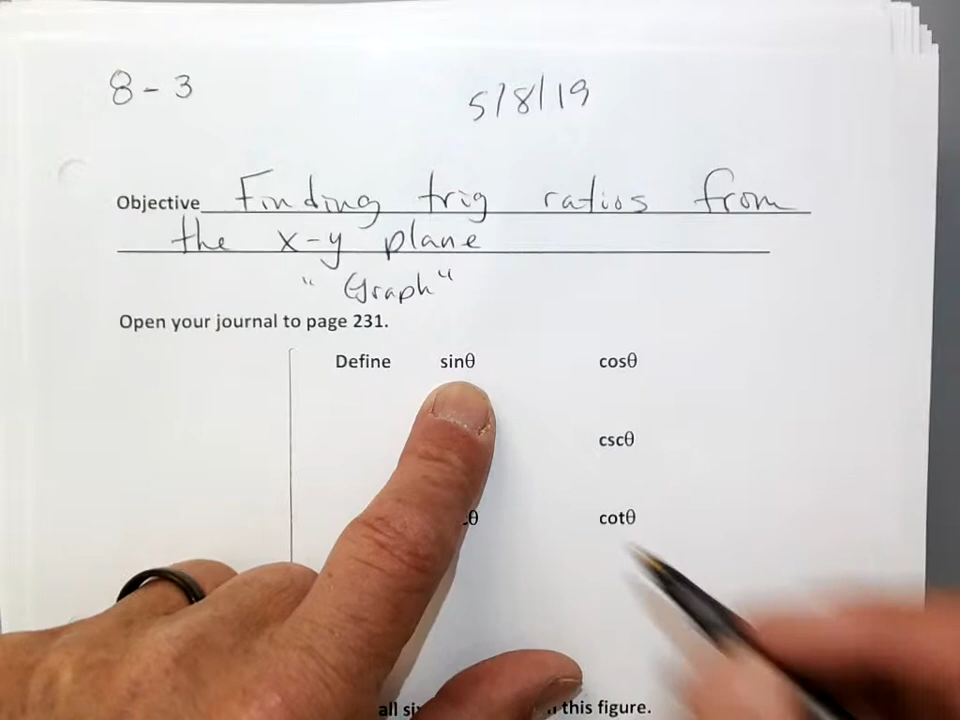 8-3 5/8/19
Objective Finding trig ratios from
the x-y plane
"Graph"
Open your journal to page 231.
Define sinθ cosθ
cscθ
θ cotθ
all this figure.